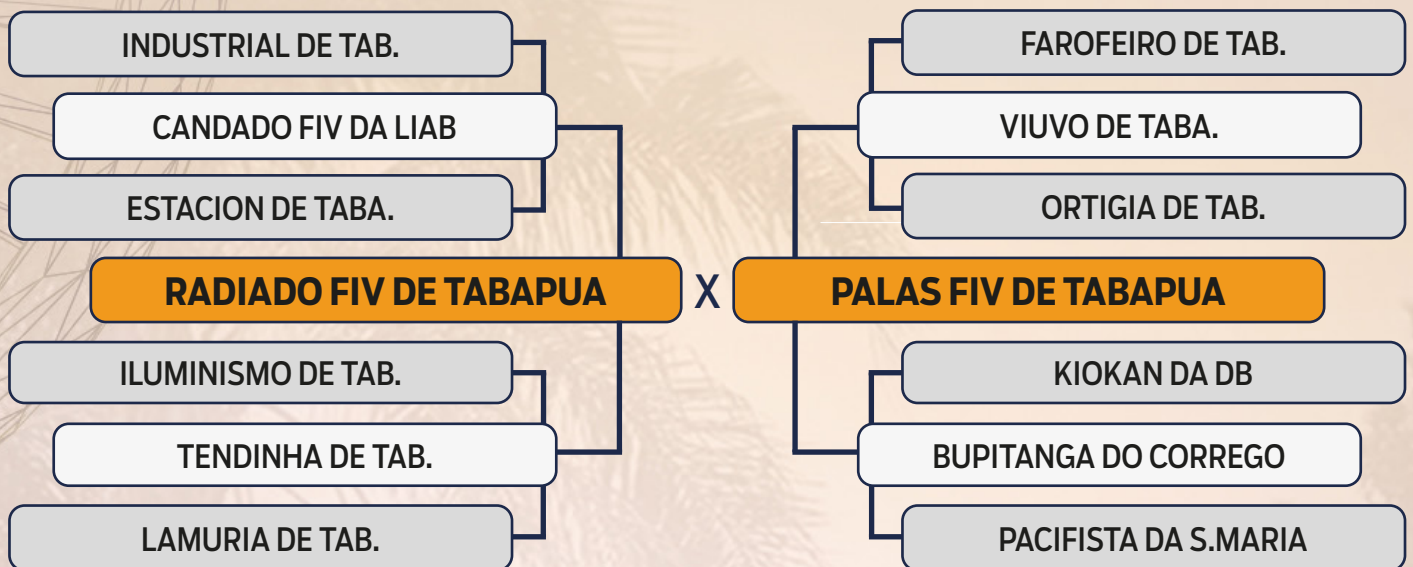 INDUSTRIAL DE TAB.
CANDADO FIV DA LIAB
ESTACION DE TABA.
RADIADO FIV DE TABAPUA
ILUMINISMO DE TAB.
TENDINHA DE TAB.
LAMURIA DE TAB.
X
FAROFEIRO DE TAB.
VIUVO DE TABA.
ORTIGIA DE TAB.
PALAS FIV DE TABAPUA
KIOKAN DA DB
BUPITANGA DO CORREGO
PACIFISTA DA S.MARIA